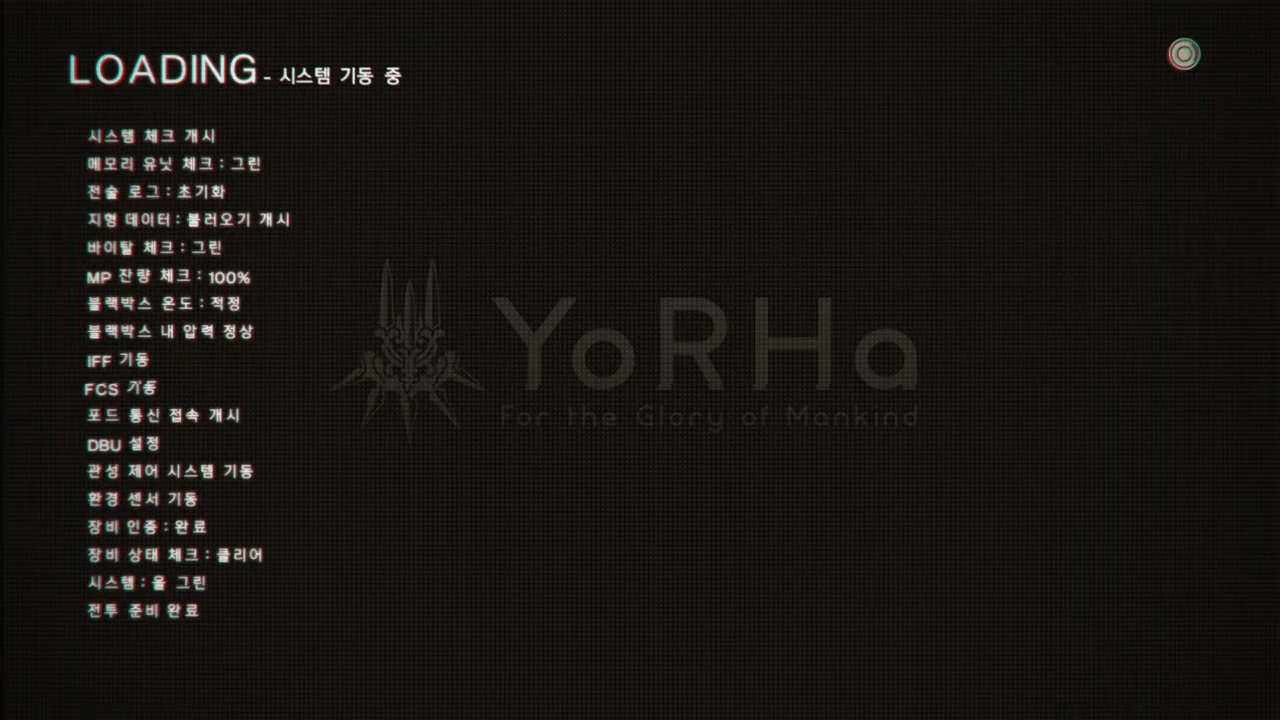 LOADING - 시스템 기동 중
시스템 체크 개시
메모리 유닛 체크 : 그린
전술 로그 : 초기화
지형 데이터 : 불러오기 개시
바이탈 체크 : 그린
MP 잔량 체크 : 100%
블랙박스 온도 : 적정
블랙박스 내 압력 정상
IFF 기동
FCS 기동
포드 통신 접속 개시
DBU 설정
관성 제어 시스템 기동
환경 센서 기동
장비 인증 : 완료
장비 상태 체크 : 클리어
시스템 : 올 그린
전투 준비 완료
YoRHa
For the Glory of Mankind